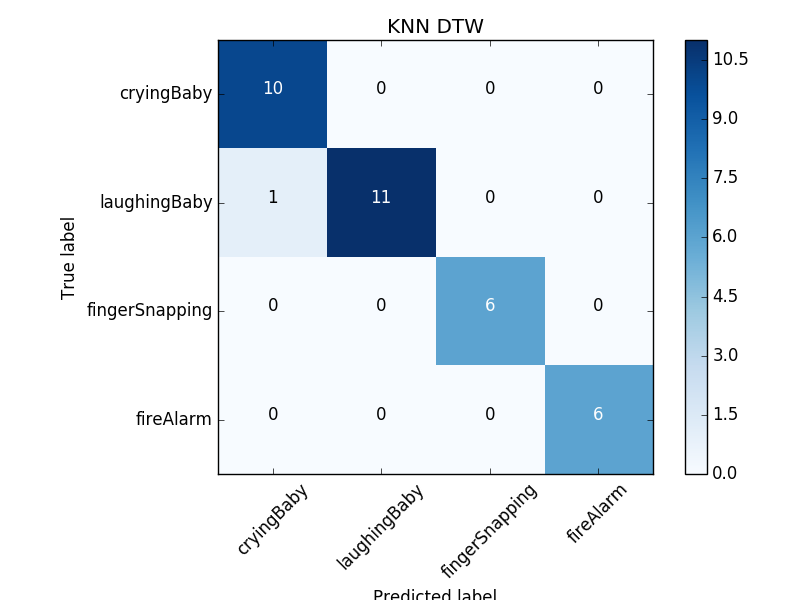 KNN DTW
cryingBaby 10 0 0 0
laughingBaby 1 11 0 0
fingerSnapping 0 0 6 0
fireAlarm 0 0 0 6
True label
cryingBaby laughingBaby fingerSnapping fireAlarm
Predicted label
10.5
9.0
7.5
6.0
4.5
3.0
1.5
0.0